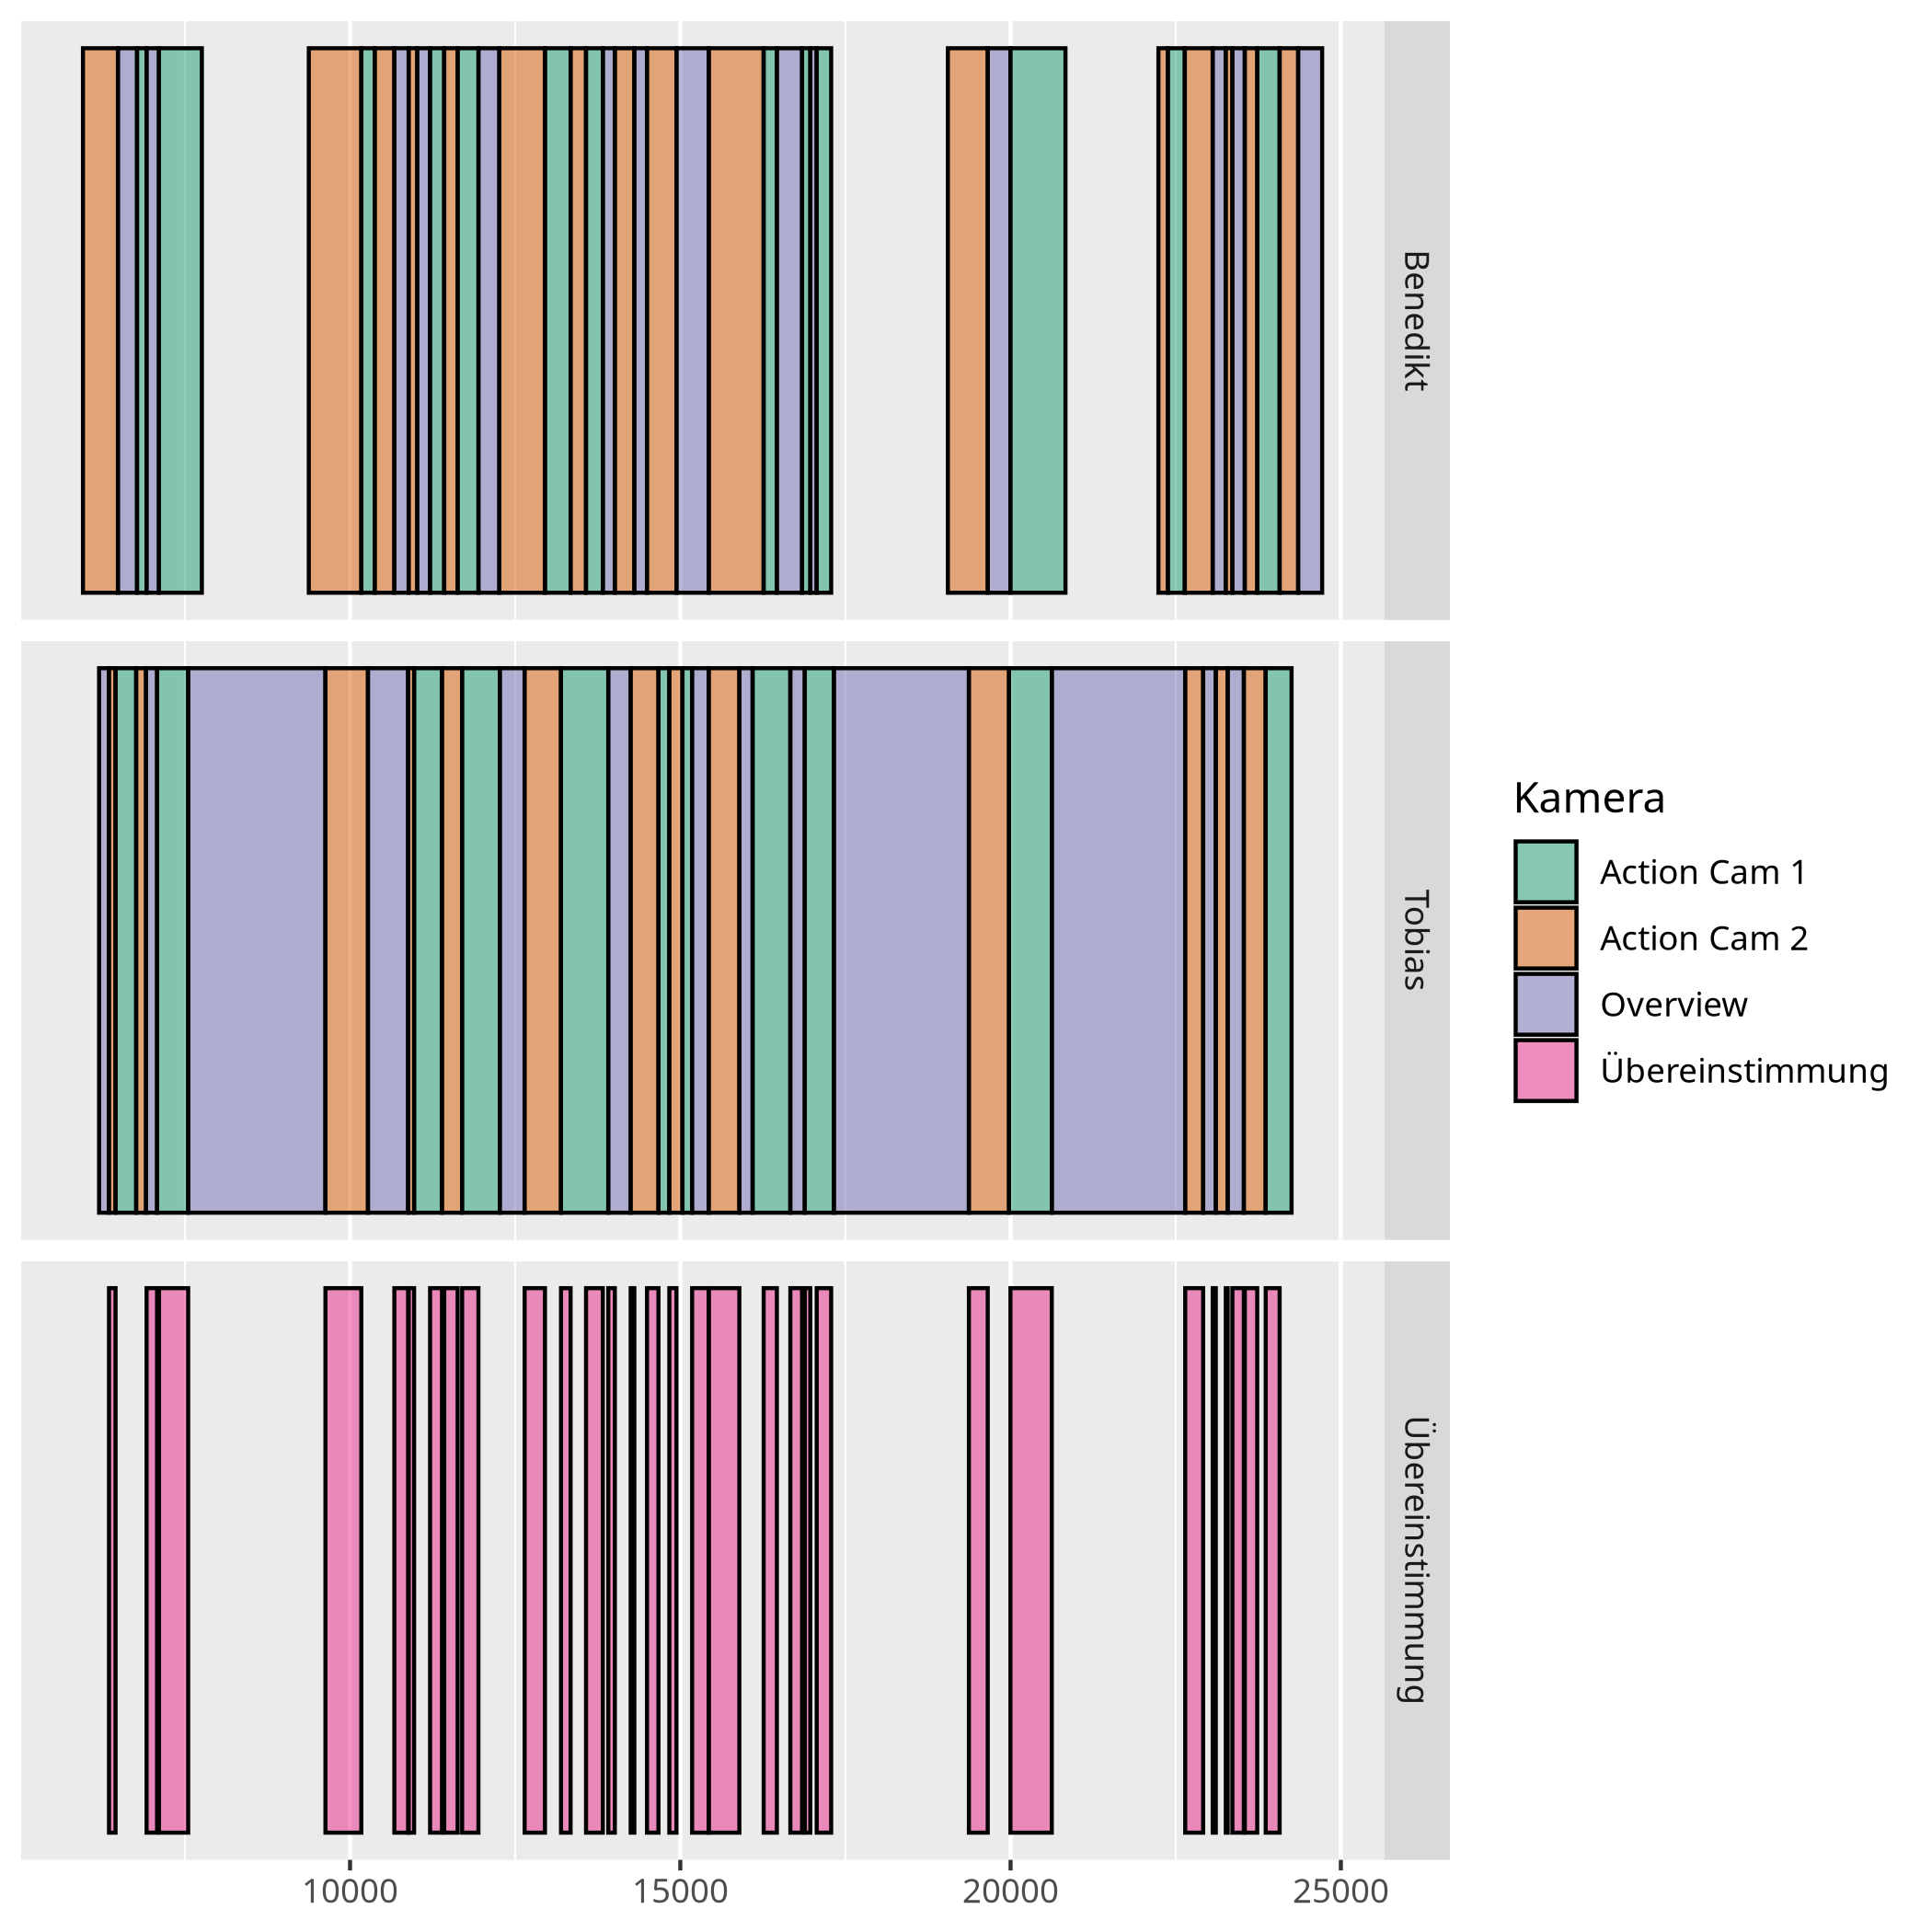 Benedikt
Tobias
Übereinstimmung
Kamera
Action Cam 1
Action Cam 2
Overview
Übereinstimmung
10000
15000
20000
25000